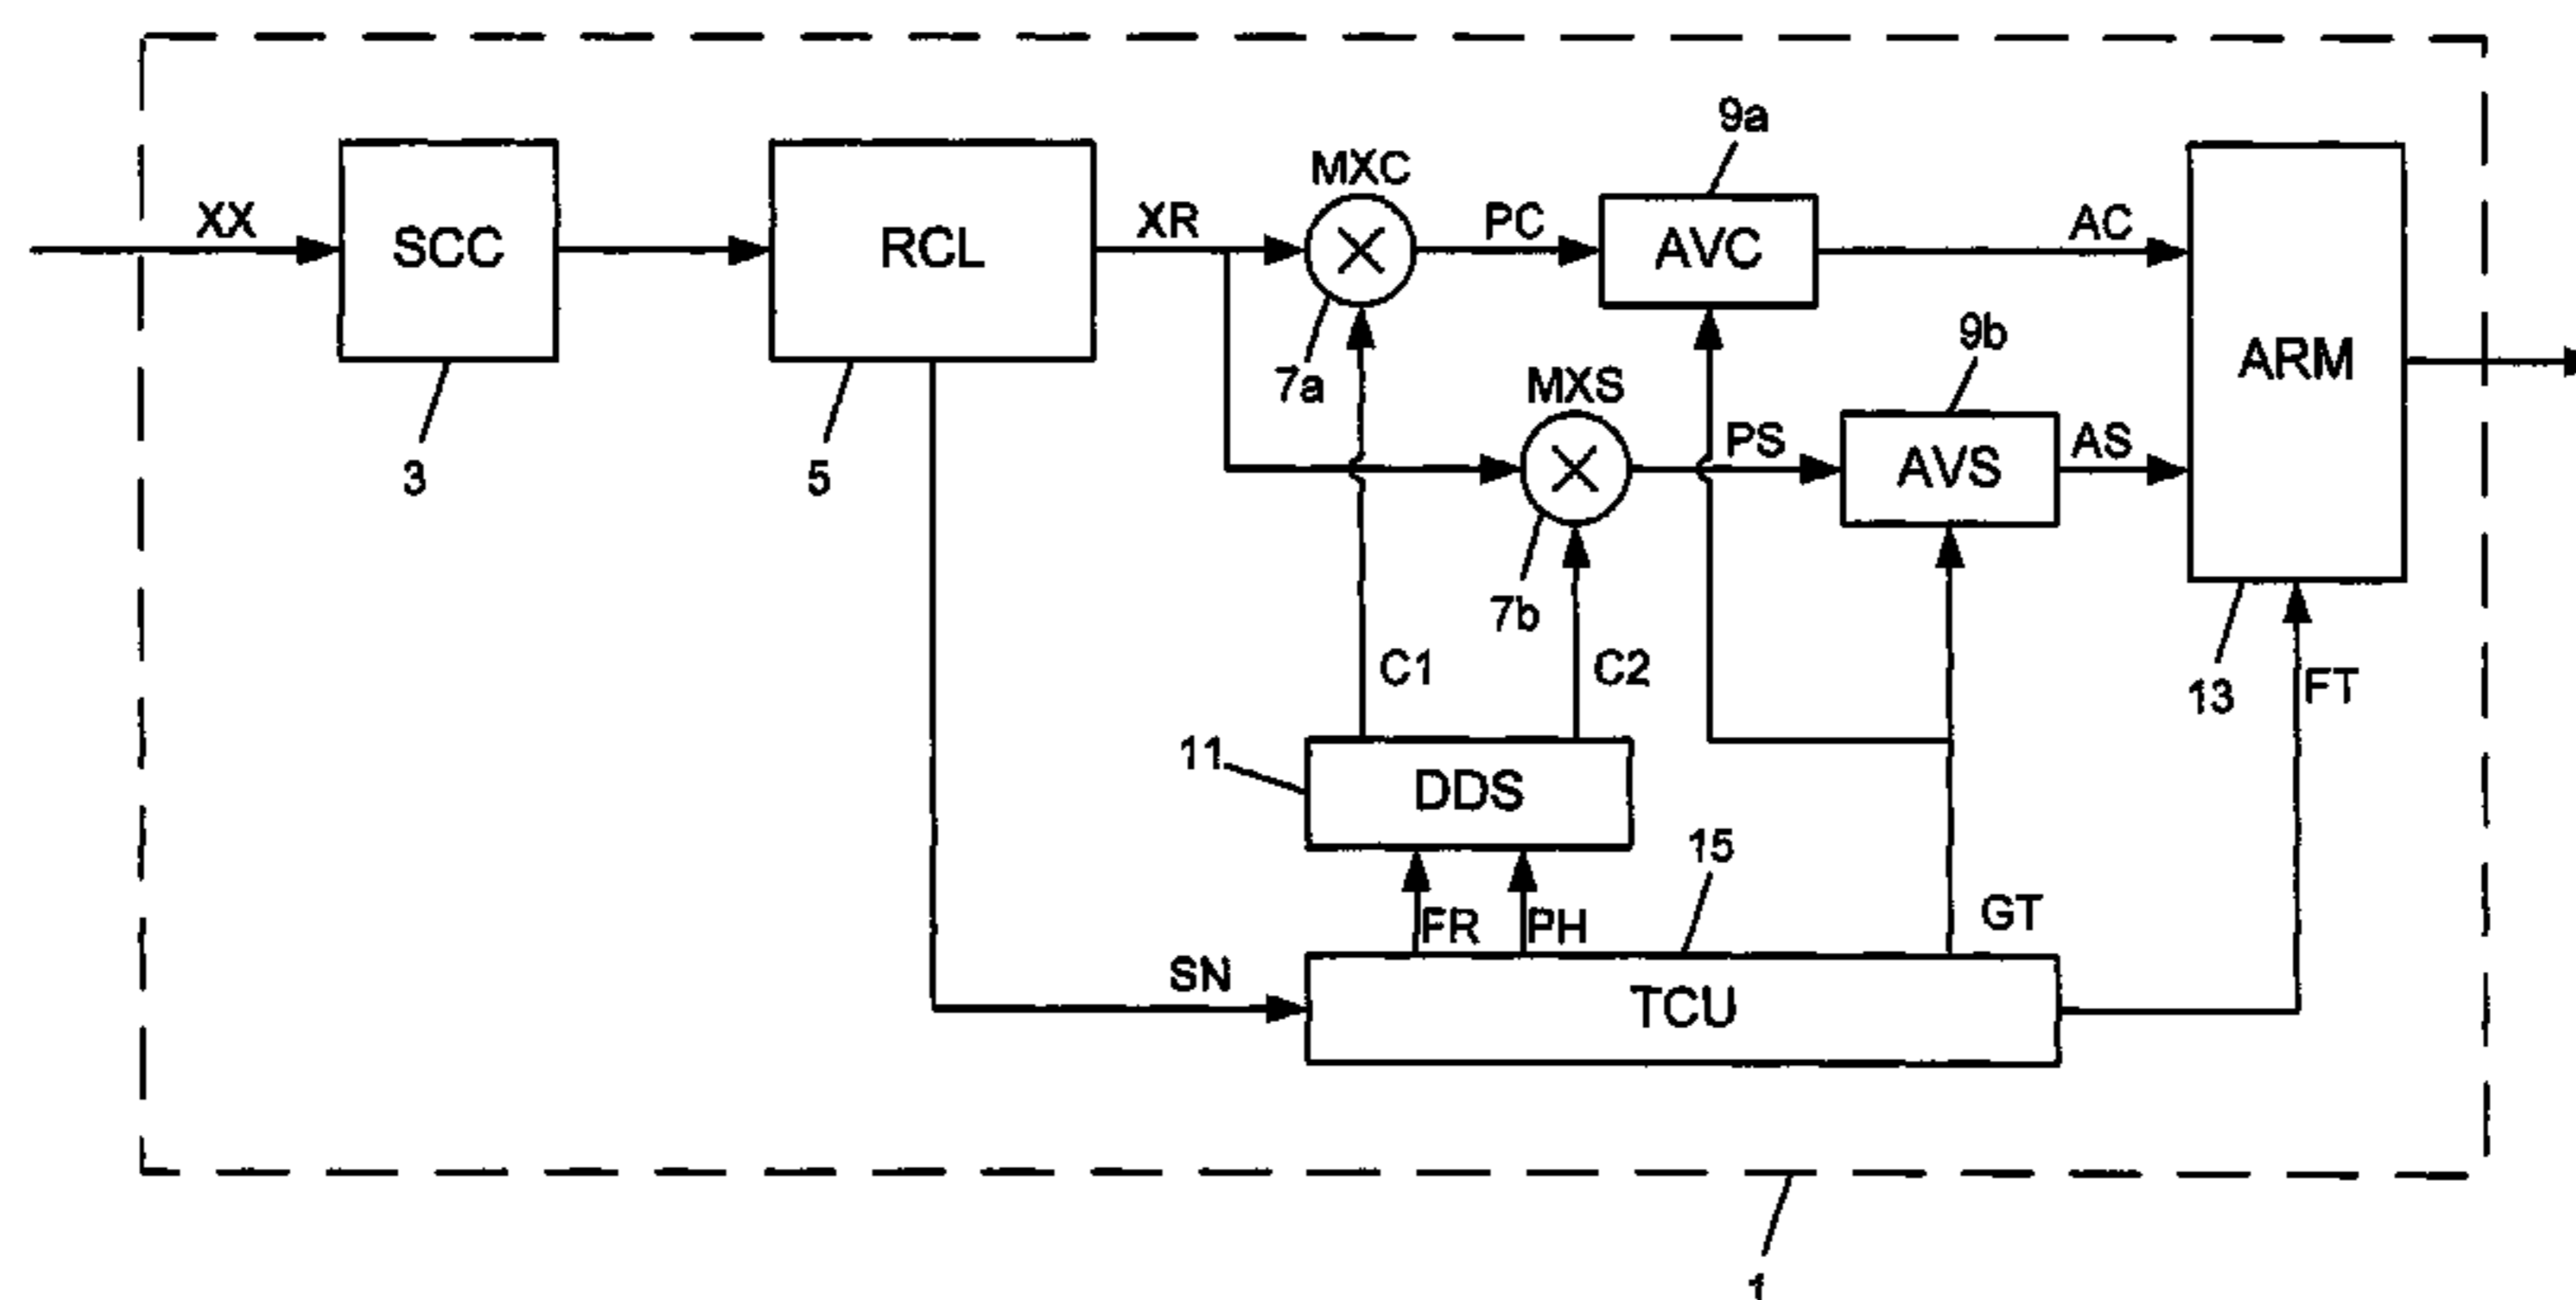 9a
MXC
XX
SCC
RCL
XR
PC
AVC
AC
9b
7a
MXS
ARM
3
5
PS
AVS
AS
7b
C1
C2
13
FT
11
DDS
15
FR
PH
GT
SN
TCU
1